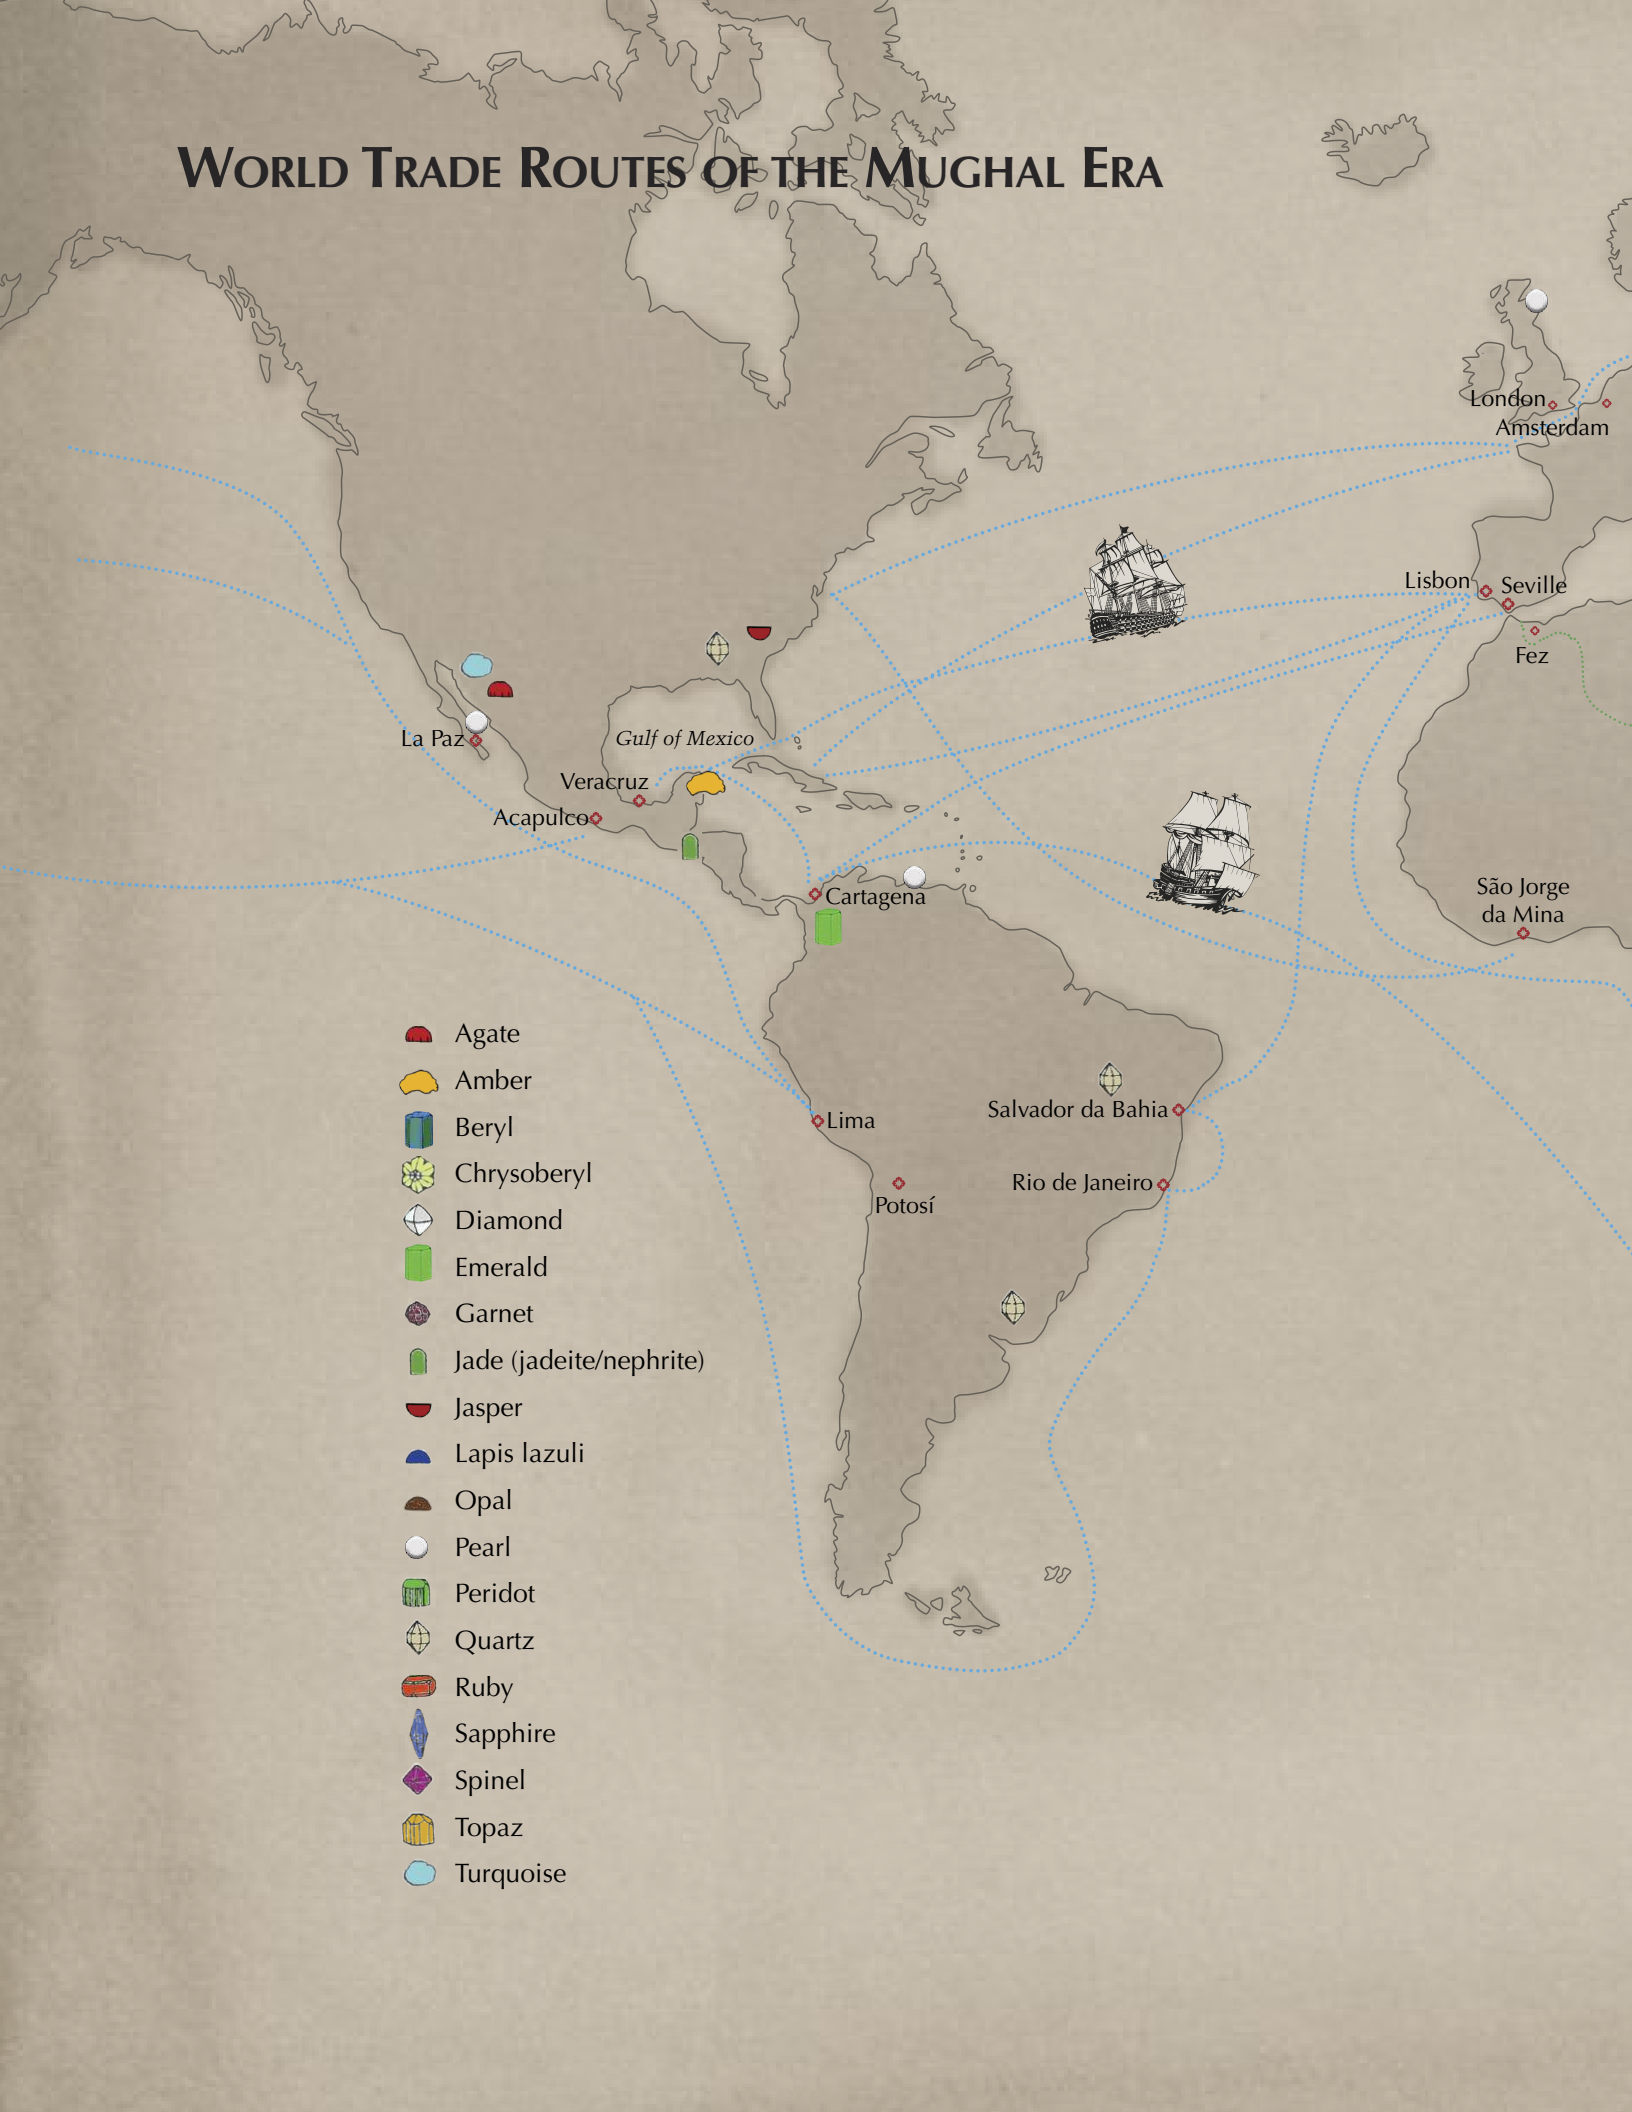 World Trade Routes of the Mughal Era
London
Amsterdam
Lisbon
Seville
Fez
La Paz
Gulf of Mexico
Veracruz
Acapulco
Cartagena
São Jorge
da Mina
Lima
Salvador da Bahia
Rio de Janeiro
Potosí
Agate
Amber
Beryl
Chrysoberyl
Diamond
Emerald
Garnet
Jade (jadeite/nephrite)
Jasper
Lapis lazuli
Opal
Pearl
Peridot
Quartz
Ruby
Sapphire
Spinel
Topaz
Turquoise